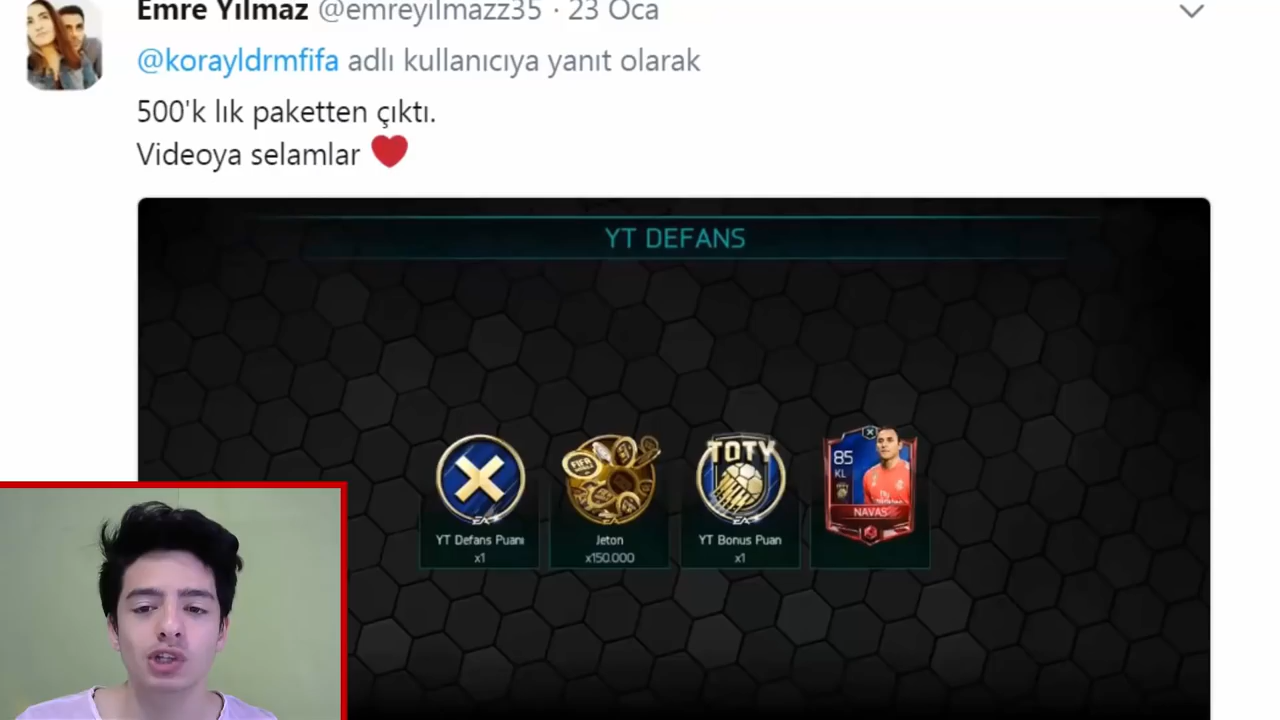 Emre Yılmaz @emreyilmazz35 · 23 Oca
@korayldrmfifa adlı kullanıcıya yanıt olarak
500'k lık paketten çıktı.
Videoya selamlar
YT DEFANS
TOTY
85
KL
NAVAS
YT Defans Puanı
x1
Jeton
x150.000
YT Bonus Puan
x1